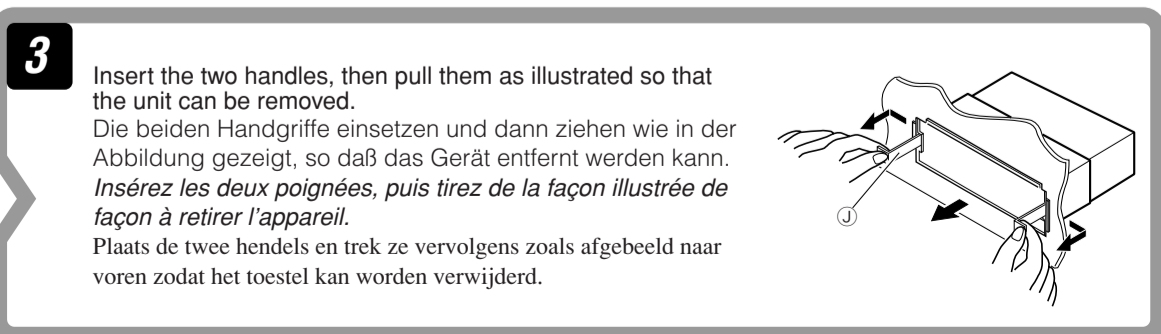 3
Insert the two handles, then pull them as illustrated so that
the unit can be removed.
Die beiden Handgriffe einsetzen und dann ziehen wie in der
Abbildung gezeigt, so daß das Gerät entfernt werden kann.
Insérez les deux poignées, puis tirez de la façon illustrée de
façon à retirer l'appareil.
Plaats de twee hendels en trek ze vervolgens zoals afgebeeld naar
voren zodat het toestel kan worden verwijderd.
Ⓙ